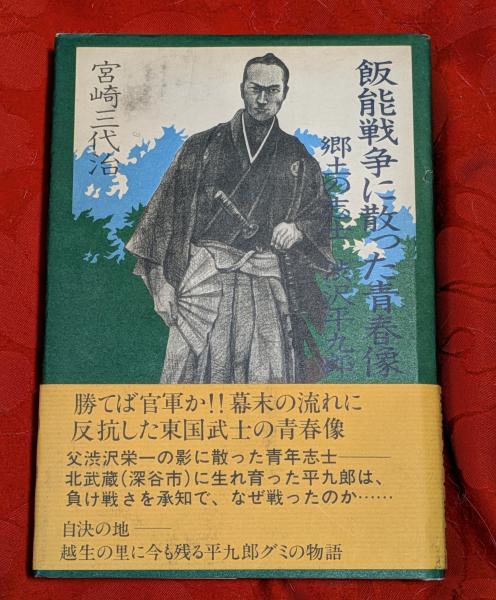 飯能戦争に散った青春像
郷土の志士 渋沢平九郎
宮崎三代治
勝てば官軍か!!幕末の流れに
反抗した東国武士の青春像
父渋沢栄一の影に散った青年志士――
北武蔵(深谷市)に生れ育った平九郎は、
負け戦さを承知で、なぜ戦ったのか……
自決の地――
越生の里に今も残る平九郎グミの物語